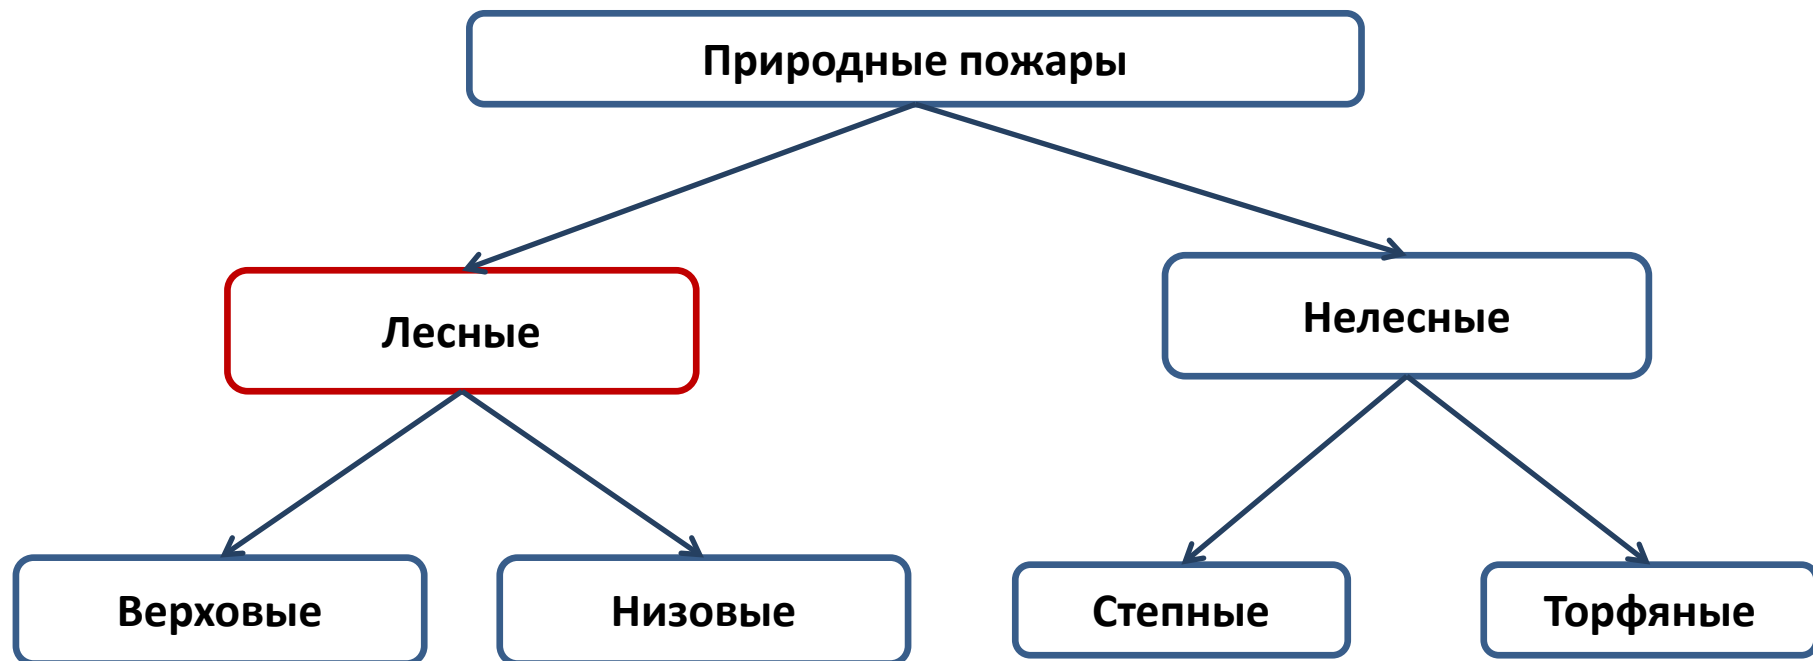 Природные пожары
Лесные
Нелесные
Верховые
Низовые
Степные
Торфяные